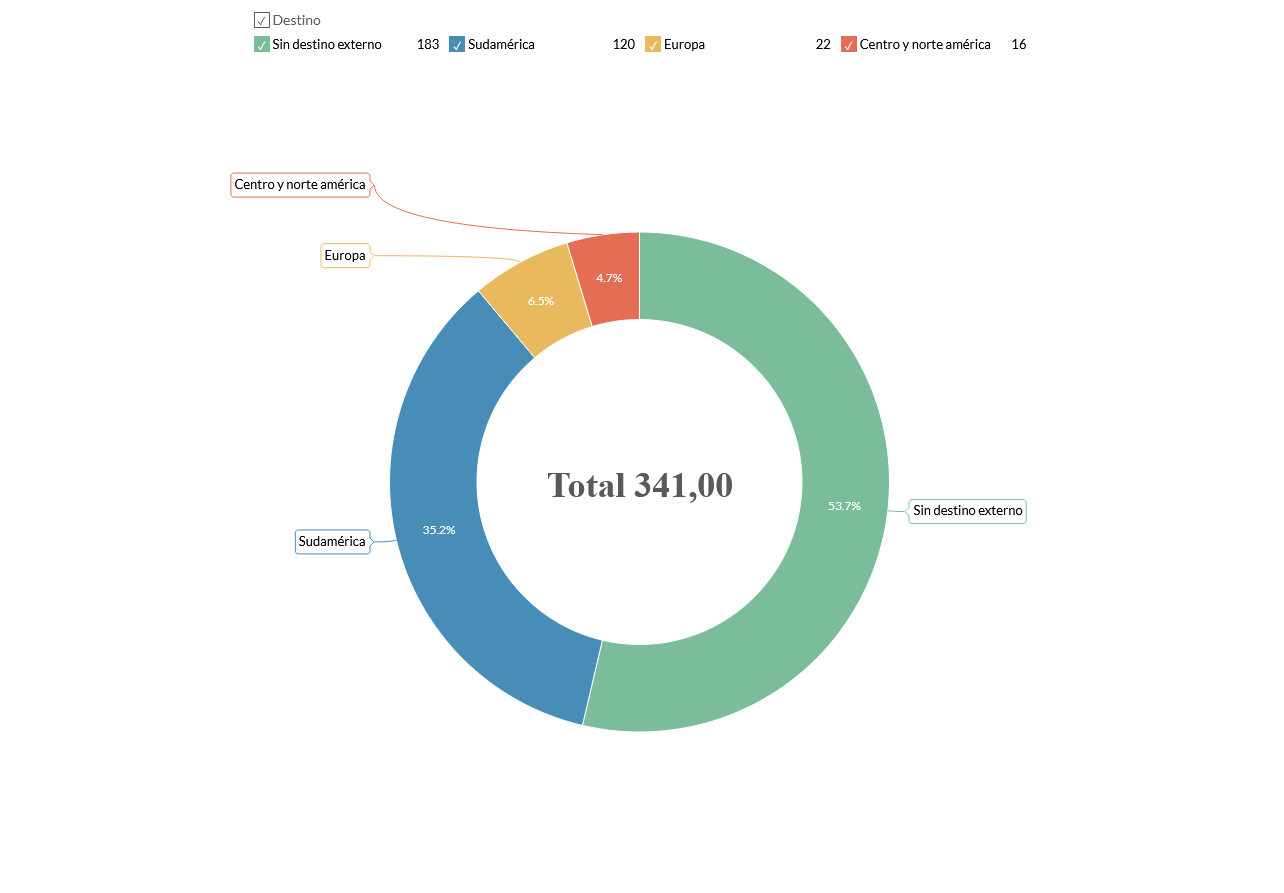 Destino
Sin destino externo 183 Sudamérica 120 Europa 22 Centro y norte américa 16
Centro y norte américa
Europa
4.7%
6.5%
Total 341,00
53.7%
Sin destino externo
35.2%
Sudamérica